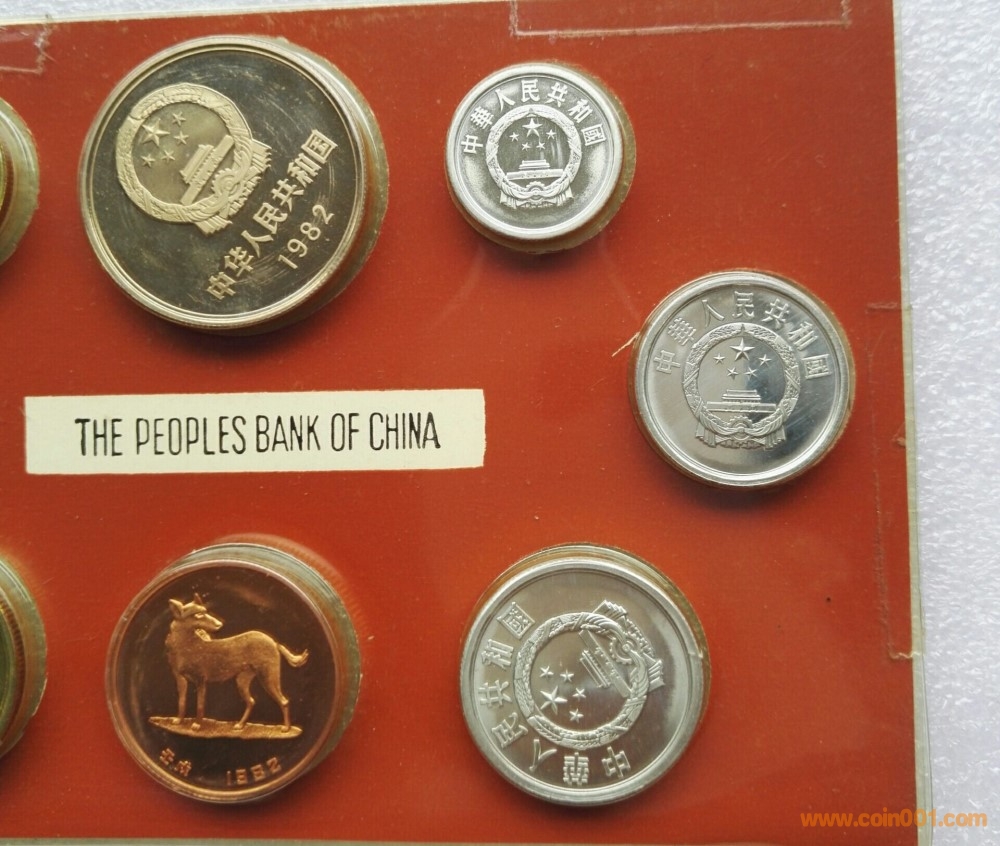 中华人民共和国
1982
中華人民共和國
中華人民共和國
THE PEOPLES BANK OF CHINA
壬戌 1982
中華人民共和國
www.coin001.com